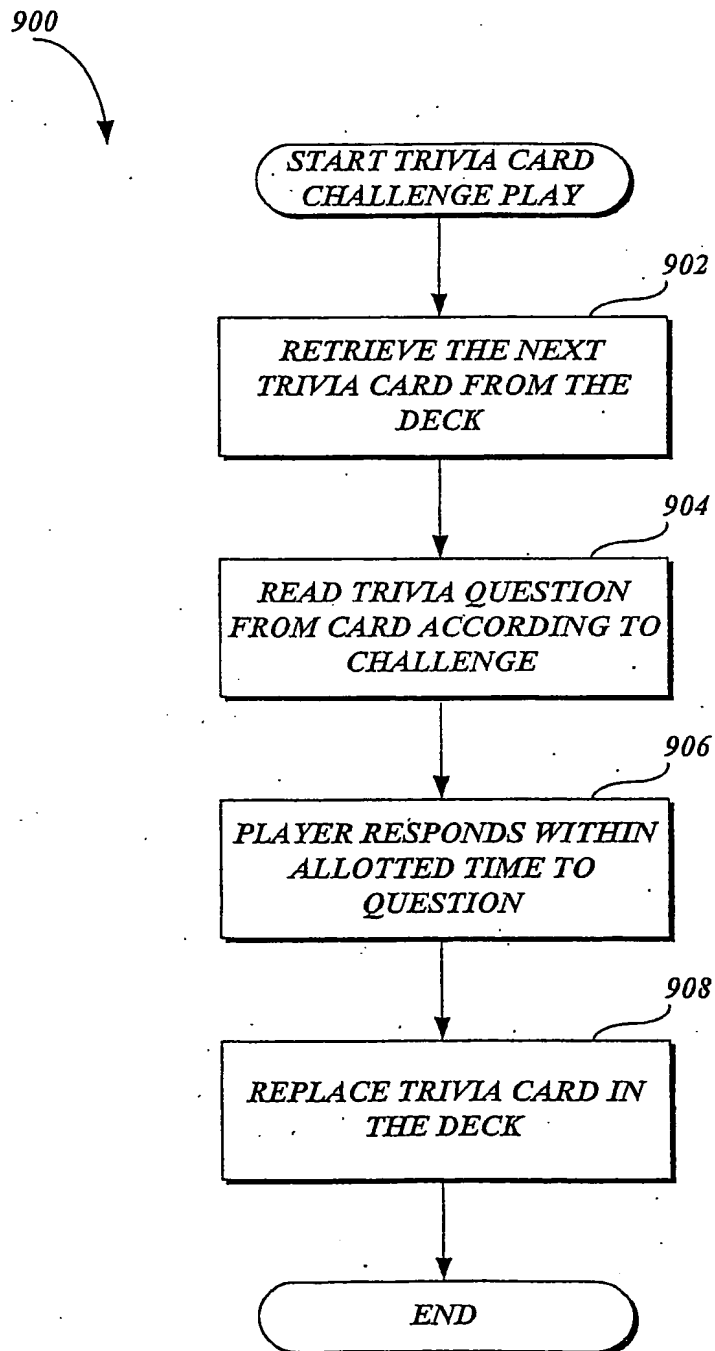 900
START TRIVIA CARD
CHALLENGE PLAY
902
RETRIEVE THE NEXT
TRIVIA CARD FROM THE
DECK
904
READ TRIVIA QUESTION
FROM CARD ACCORDING TO
CHALLENGE
906
PLAYER RESPONDS WITHIN
ALLOTTED TIME TO
QUESTION
908
REPLACE TRIVIA CARD IN
THE DECK
END